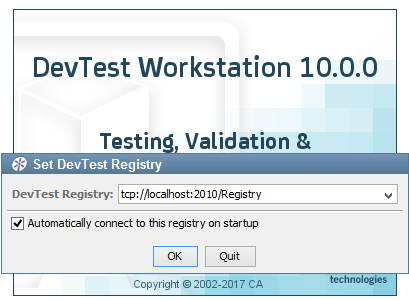 DevTest Workstation 10.0.0
Testing, Validation &
Set DevTest Registry
DevTest Registry: tcp://localhost:2010/Registry
Automatically connect to this registry on startup
OK Quit
Copyright © 2002-2017 CA
technologies